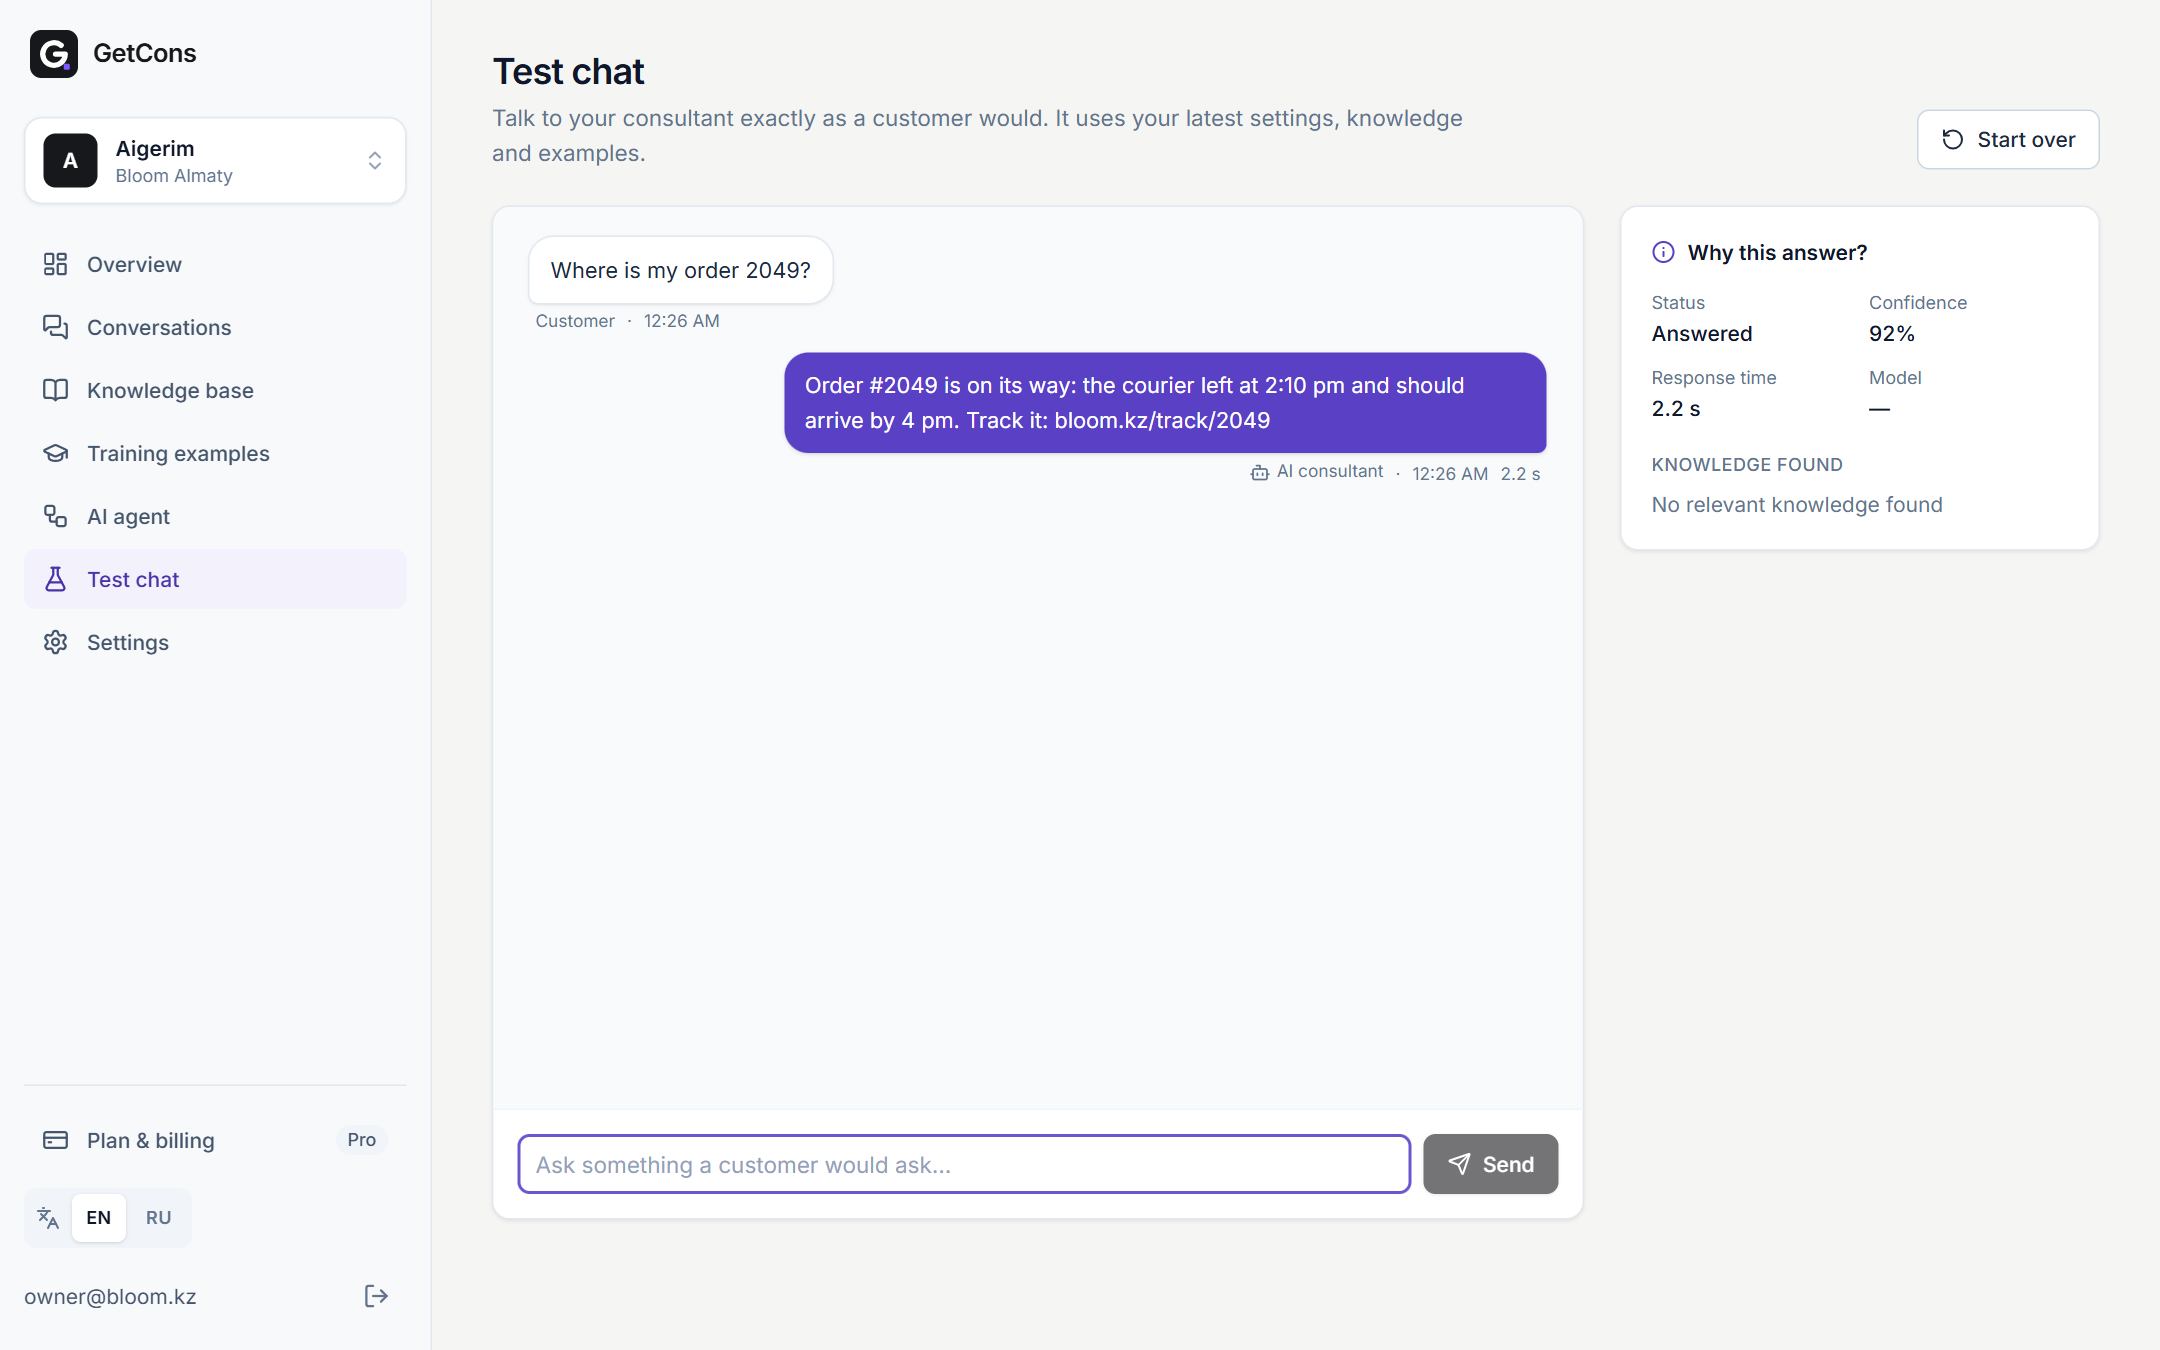 GetCons
A
Aigerim
Bloom Almaty
Overview
Conversations
Knowledge base
Training examples
AI agent
Test chat
Settings
Plan & billing
Pro
EN
RU
owner@bloom.kz
Test chat
Talk to your consultant exactly as a customer would. It uses your latest settings, knowledge
and examples.
Start over
Where is my order 2049?
Customer · 12:26 AM
Order #2049 is on its way: the courier left at 2:10 pm and should
arrive by 4 pm. Track it: bloom.kz/track/2049
AI consultant · 12:26 AM 2.2 s
Ask something a customer would ask...
Send
Why this answer?
Status
Answered
Confidence
92%
Response time
2.2 s
Model
—
KNOWLEDGE FOUND
No relevant knowledge found